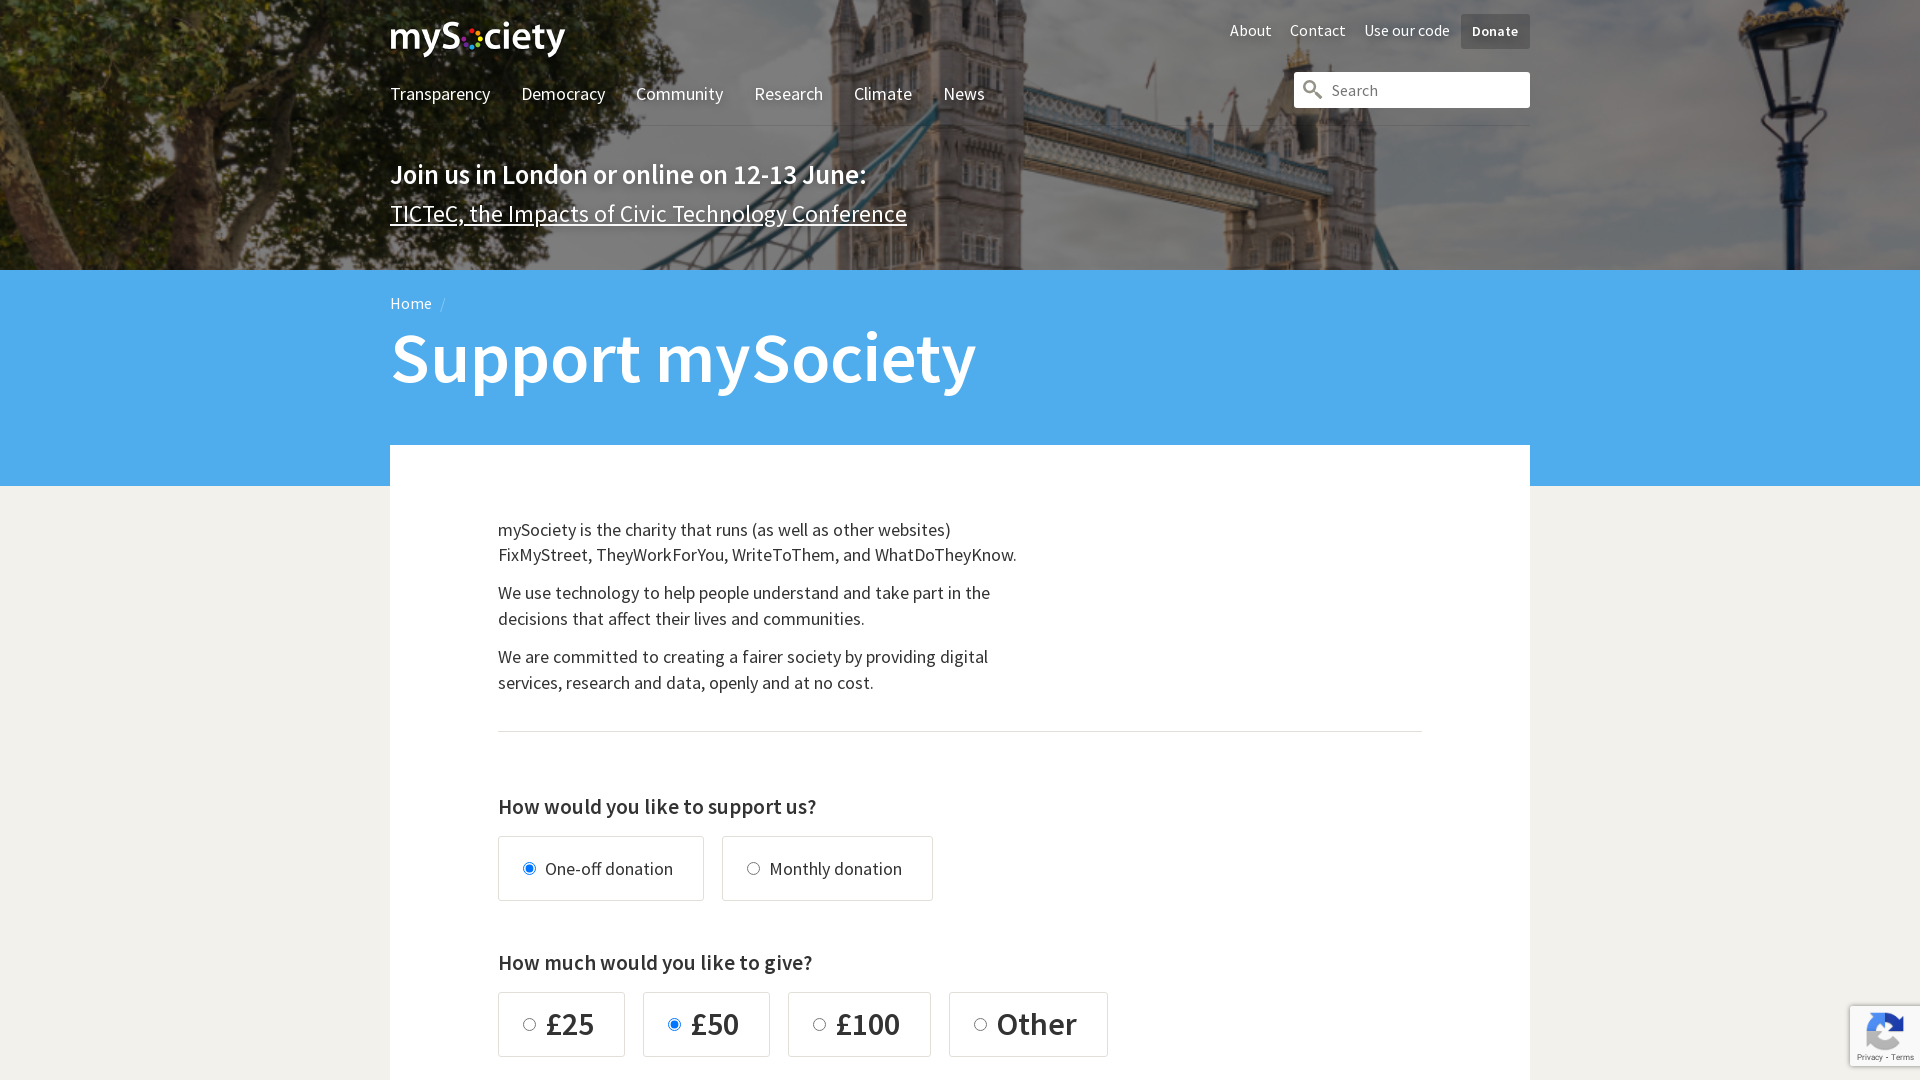 mySociety
About Contact Use our code Donate
Transparency Democracy Community Research Climate News
Search
Join us in London or online on 12-13 June:
TICTeC, the Impacts of Civic Technology Conference
Home /
Support mySociety
mySociety is the charity that runs (as well as other websites)
FixMyStreet, TheyWorkForYou, WriteToThem, and WhatDoTheyKnow.
We use technology to help people understand and take part in the
decisions that affect their lives and communities.
We are committed to creating a fairer society by providing digital
services, research and data, openly and at no cost.
How would you like to support us?
One-off donation Monthly donation
How much would you like to give?
£25 £50 £100 Other
Privacy - Terms